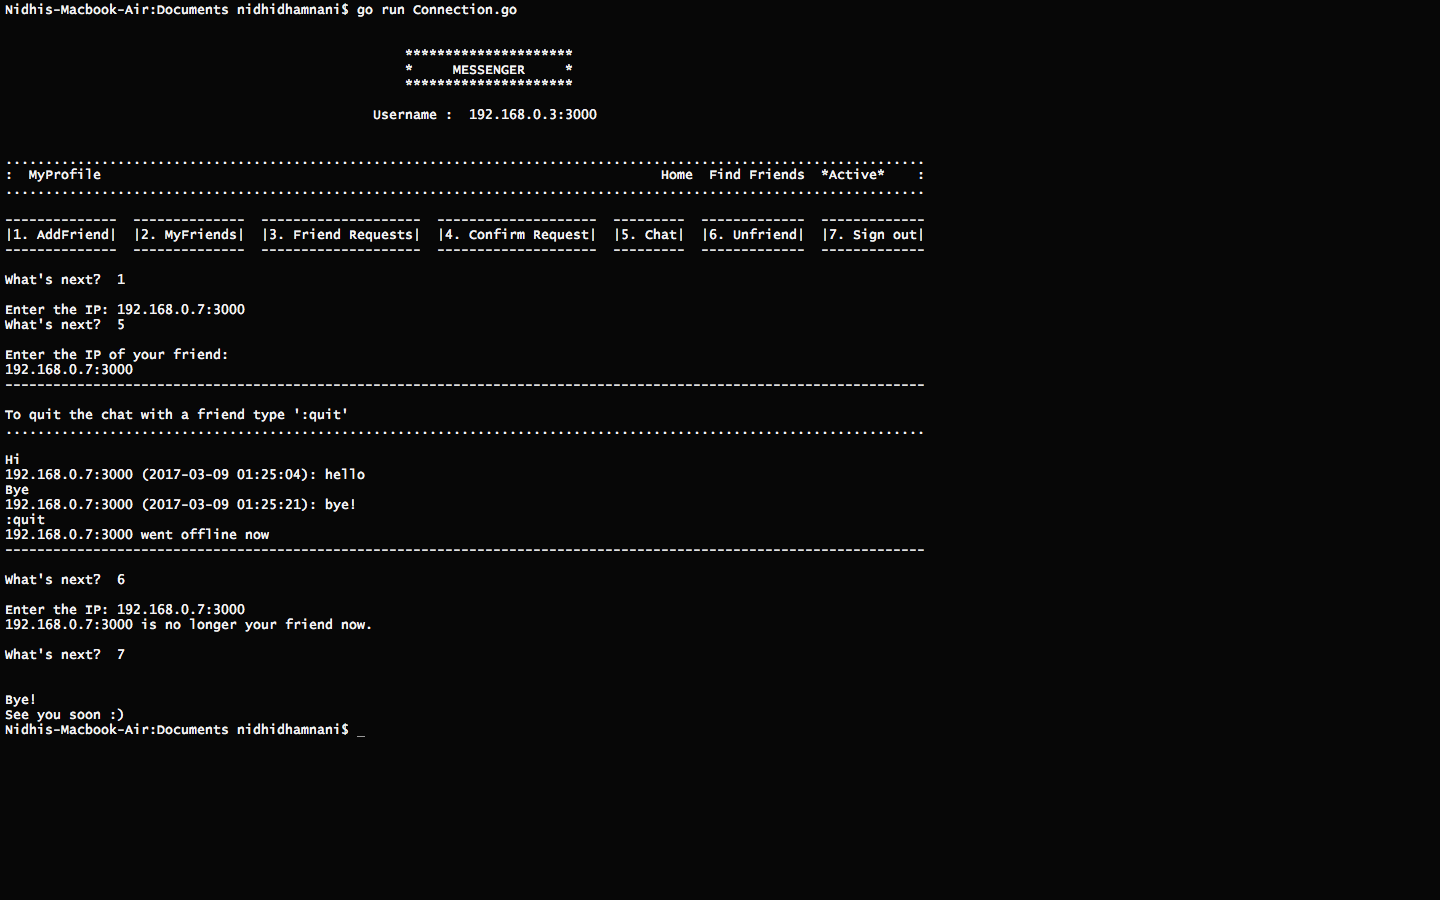 Nidhis-Macbook-Air:Documents nidhidhamnani$ go run Connection.go
*********************
*     MESSENGER     *
*********************
Username :  192.168.0.3:3000
...................................................................................................................
:  MyProfile                                                                      Home  Find Friends  *Active*    :
...................................................................................................................
--------------  --------------  --------------------  --------------------  ---------  -------------  -------------
|1. AddFriend|  |2. MyFriends|  |3. Friend Requests|  |4. Confirm Request|  |5. Chat|  |6. Unfriend|  |7. Sign out|
--------------  --------------  --------------------  --------------------  ---------  -------------  -------------
What's next?  1
Enter the IP: 192.168.0.7:3000
What's next?  5
Enter the IP of your friend:
192.168.0.7:3000
-------------------------------------------------------------------------------------------------------------------
To quit the chat with a friend type ':quit'
...................................................................................................................
Hi
192.168.0.7:3000 (2017-03-09 01:25:04): hello
Bye
192.168.0.7:3000 (2017-03-09 01:25:21): bye!
:quit
192.168.0.7:3000 went offline now
-------------------------------------------------------------------------------------------------------------------
What's next?  6
Enter the IP: 192.168.0.7:3000
192.168.0.7:3000 is no longer your friend now.
What's next?  7
Bye!
See you soon :)
Nidhis-Macbook-Air:Documents nidhidhamnani$ _